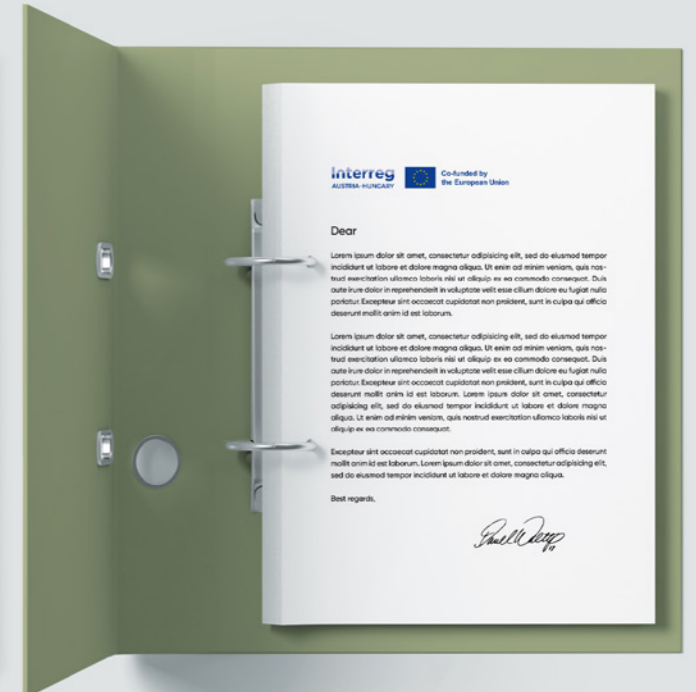 Interreg
AUSTRIA-HUNGARY
Co-funded by
the European Union
Dear
Lorem ipsum dolor sit amet, consectetur adipisicing elit, sed do eiusmod tempor
incididunt ut labore et dolore magna aliqua. Ut enim ad minim veniam, quis nos-
trud exercitation ullamco laboris nisi ut aliquip ex ea commodo consequat. Duis
aute irure dolor in reprehenderit in voluptate velit esse cillum dolore eu fugiat nulla
pariatur. Excepteur sint occaecat cupidatat non proident, sunt in culpa qui officia
deserunt mollit anim id est laborum.
Lorem ipsum dolor sit amet, consectetur adipisicing elit, sed do eiusmod tempor
incididunt ut labore et dolore magna aliqua. Ut enim ad minim veniam, quis nos-
trud exercitation ullamco laboris nisi ut aliquip ex ea commodo consequat. Duis
aute irure dolor in reprehenderit in voluptate velit esse cillum dolore eu fugiat nulla
pariatur. Excepteur sint occaecat cupidatat non proident, sunt in culpa qui officia
deserunt mollit anim id est laborum. Lorem ipsum dolor sit amet, consectetur
adipisicing elit, sed do eiusmod tempor incididunt ut labore et dolore magna
aliqua. Ut enim ad minim veniam, quis nostrud exercitation ullamco laboris nisi ut
aliquip ex ea commodo consequat.
Excepteur sint occaecat cupidatat non proident, sunt in culpa qui officia deserunt
mollit anim id est laborum. Lorem ipsum dolor sit amet, consectetur adipisicing elit,
sed do eiusmod tempor incididunt ut labore et dolore magna aliqua.
Best regards,